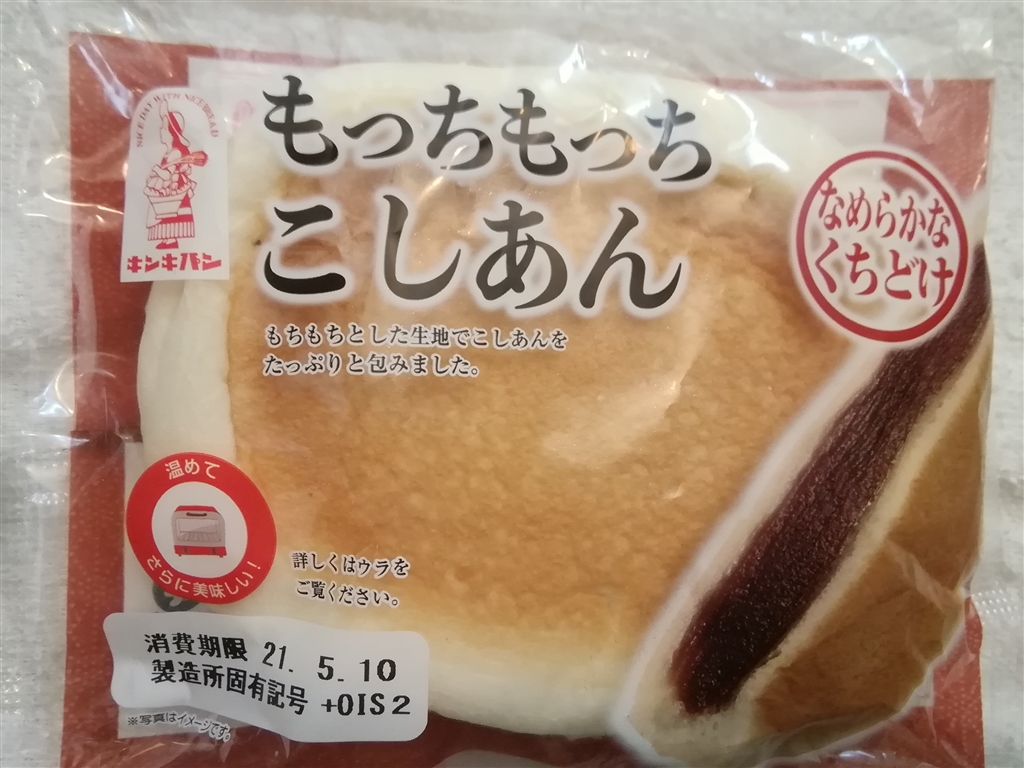 NICE DAY WITH NICE BREAD
キンキパン
もっちもっち
こしあん
もちもちとした生地でこしあんを
たっぷりと包みました。
なめらかな
くちどけ
温めて
さらに美味しい!
詳しくはウラを
ご覧ください。
消費期限 21. 5. 10
製造所固有記号 +OIS2
※写真はイメージです。